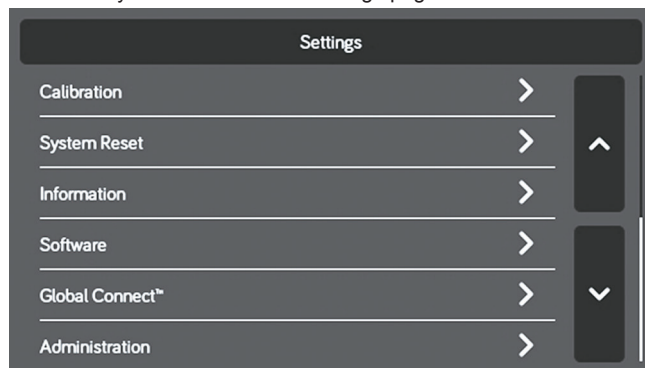 Settings
Calibration
System Reset
Information
Software
Global Connect™
Administration